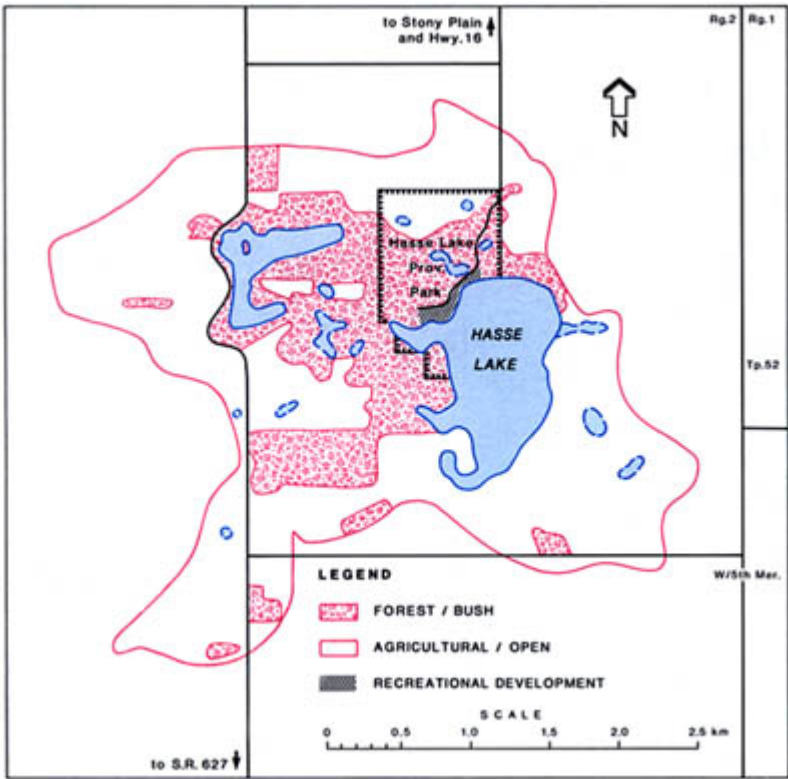 to Stony Plain
and Hwy.16
Rg.2
Rg.1
N
Hasse Lake
Prov.
Park
HASSE
LAKE
Tp.52
W/5th Mer.
LEGEND
FOREST / BUSH
AGRICULTURAL / OPEN
RECREATIONAL DEVELOPMENT
SCALE
0 0.5 1.0 1.5 2.0 2.5 km
to S.R. 627